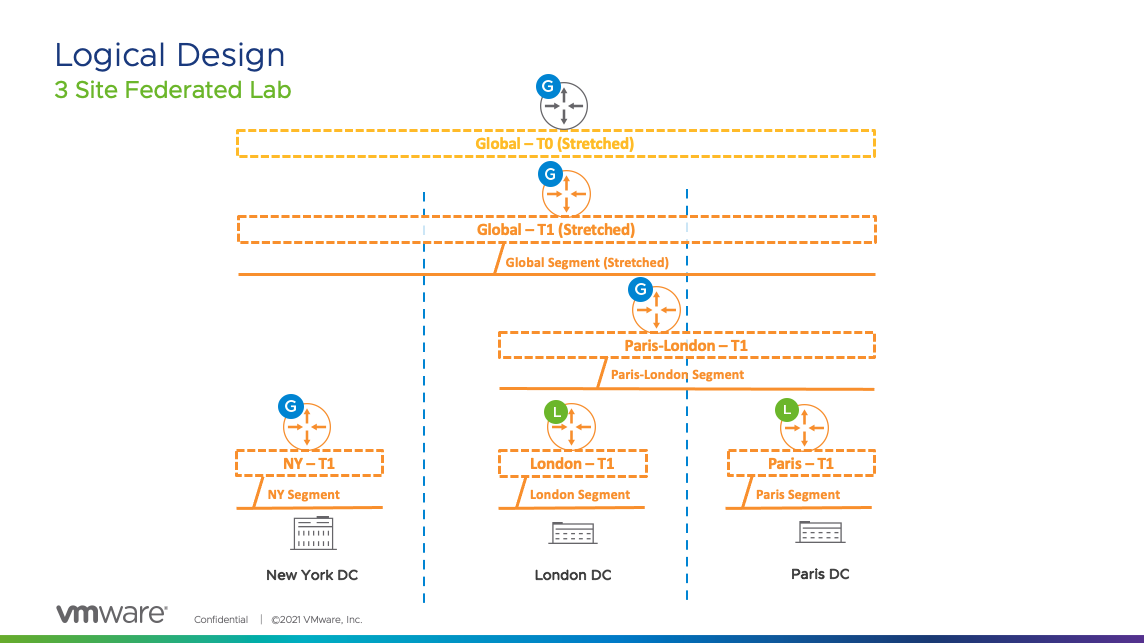 Logical Design
3 Site Federated Lab
G
Global – T0 (Stretched)
G
Global – T1 (Stretched)
Global Segment (Stretched)
G
Paris-London – T1
Paris-London Segment
G
L
L
NY – T1
London – T1
Paris – T1
NY Segment
London Segment
Paris Segment
New York DC
London DC
Paris DC
vmware®
Confidential | ©2021 VMware, Inc.